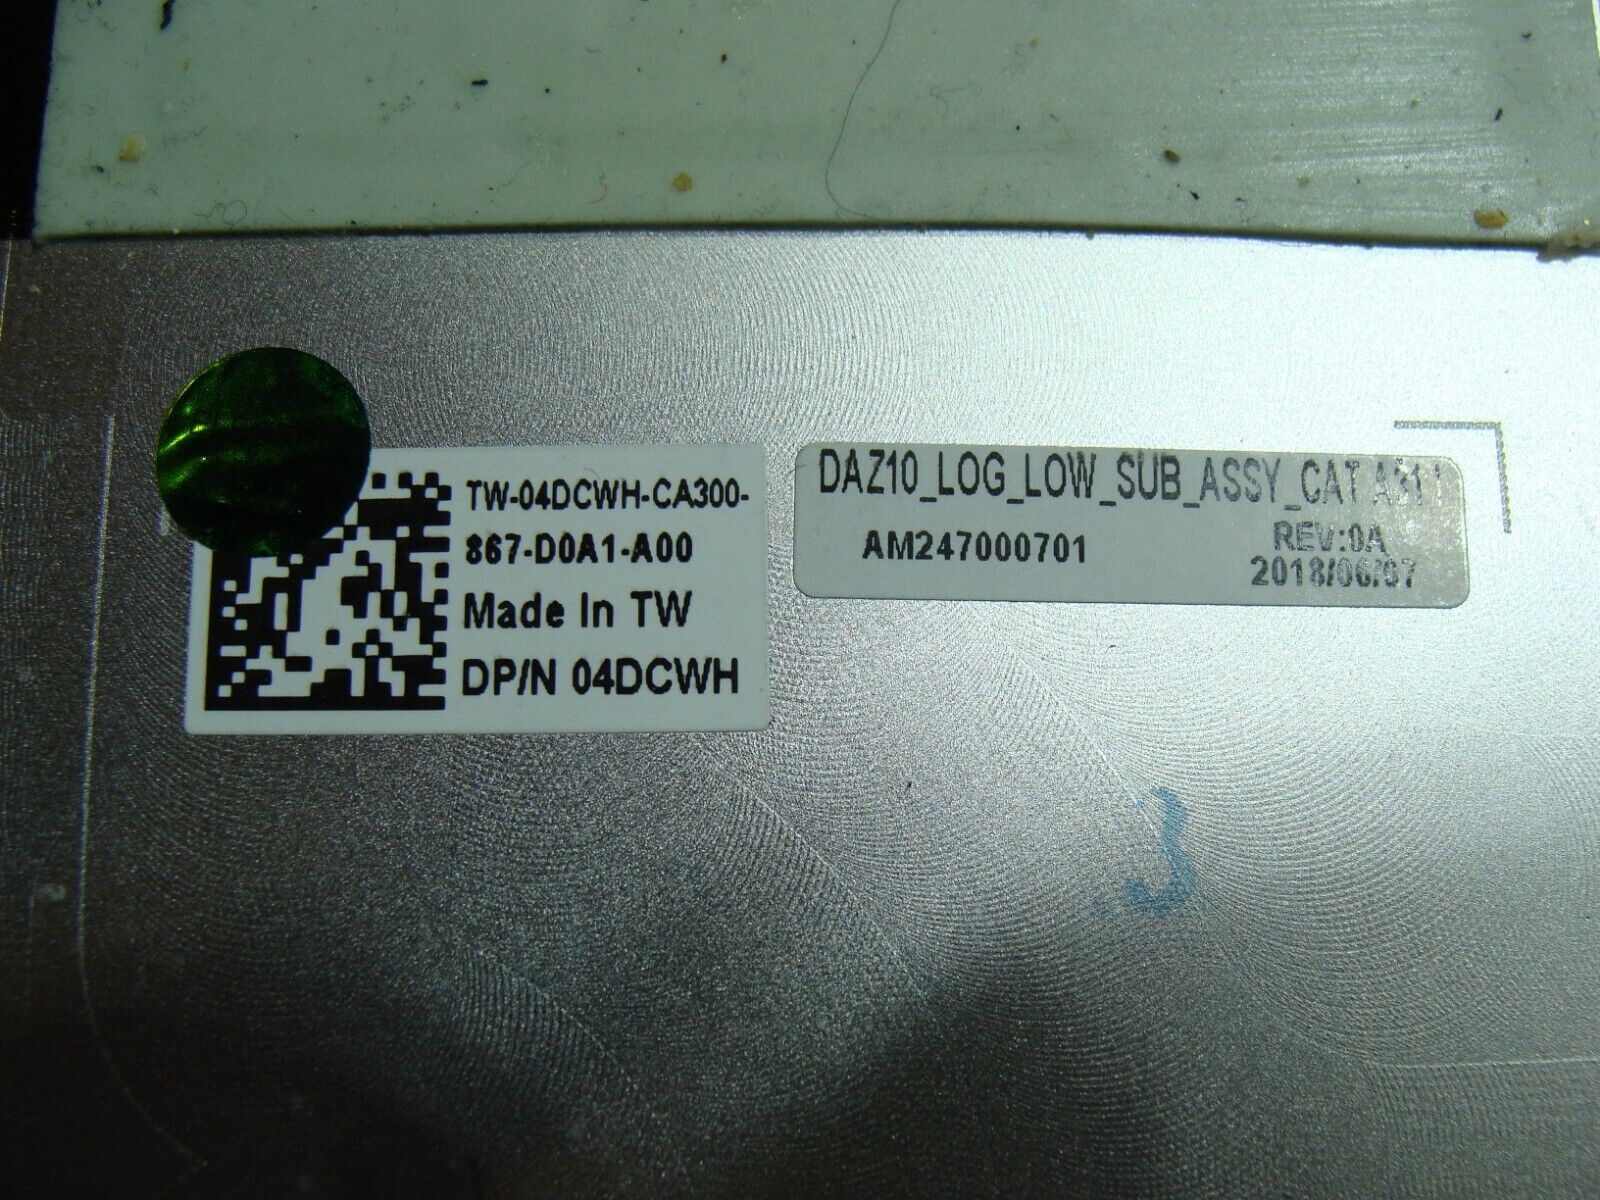 TW-04DCWH-CA300-
867-D0A1-A00
Made In TW
DP/N 04DCWH
DAZ10_LOG_LOW_SUB_ASSY_CAT
AM247000701
REV:0A
2018/06/07